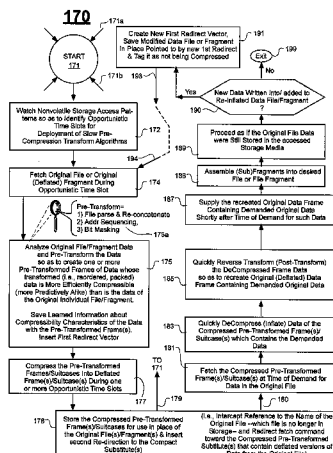 170
171a
START
171
171b
Watch Nonvolatile Storage Access Pat-
terns so as to Identify Opportunistic
Time Slots for
Deployment of Slow Pre-
Compression Transform Algorithms
172
194
Fetch Original File or Original
(Deflated) Fragment During
Opportunistic Time Slot
174
Pre-Transform=
1) File parse & Re-concatenate
2) Addr Sequencing,
3) Bit Masking
175a
Analyze Original File/Fragment Data
and Pre-Transform the Data
so as to create one or more
Pre-Transformed Frames of Data whose
transformed (i.e., reordered, packed)
data is More Efficiently Compressible
(more Predictively Alike) than is the data
of the Original Individual File/Fragment.
Save Learned Information about
Compressibility Characteristics of the Data
with the Pre-Transformed Frame(s).
Insert First Redirect Vector
175
Compress the Pre-Transformed
Frames/Suitcases into Deflated
Frame(s)/Suitcase(s) During one
or more Opportunistic Time Slots
177
TO
171
179
178
Store the Compressed Pre-Transformed
Frame(s)/Suitcases for use in place of
the Original File(s)/Fragment(s) & Insert
second Re-direction to the Compact
Substitute(s)
Create New First Redirect Vector,
Save Modified Data File or Fragment
In Place Pointed to by new 1st Redirect
& Tag it as not being Compressed
191
193
Exit
199
No
Yes
New Data Written into/ added to
Re-inflated Data File/Fragment
?
190
Proceed as if the Original File Data
were Still Stored in the accessed
Storage Media
189
Assemble (Sub)Fragments into desired
File or File Fragment
188
Supply the recreated Original Data Frame
Containing Demanded Original Data
Shortly After Time of Demand for such Data
187
Quickly Reverse Transform (Post-Transform)
the DeCompressed Frame Data
so as to recreate Original (Deflated) Data
Frame Containing Demanded Original Data
185
Quickly DeCompress (Inflate) Data of the
Compressed Pre-Transformed Frame(s)/
Suitcase(s) which Contains the Demanded
Data
183
Fetch the Compressed Pre-Transformed
Frame(s)/Suitcase(s) at Time of Demand for
Data in the Original File
181
180
(i.e., Intercept Reference to the Name of the
Original File -which file is no longer in
Storage- and Redirect fetch command
toward the Compressed Pre-Transformed
Substitute(s) that contain deflated versions of
Data from the Original File)